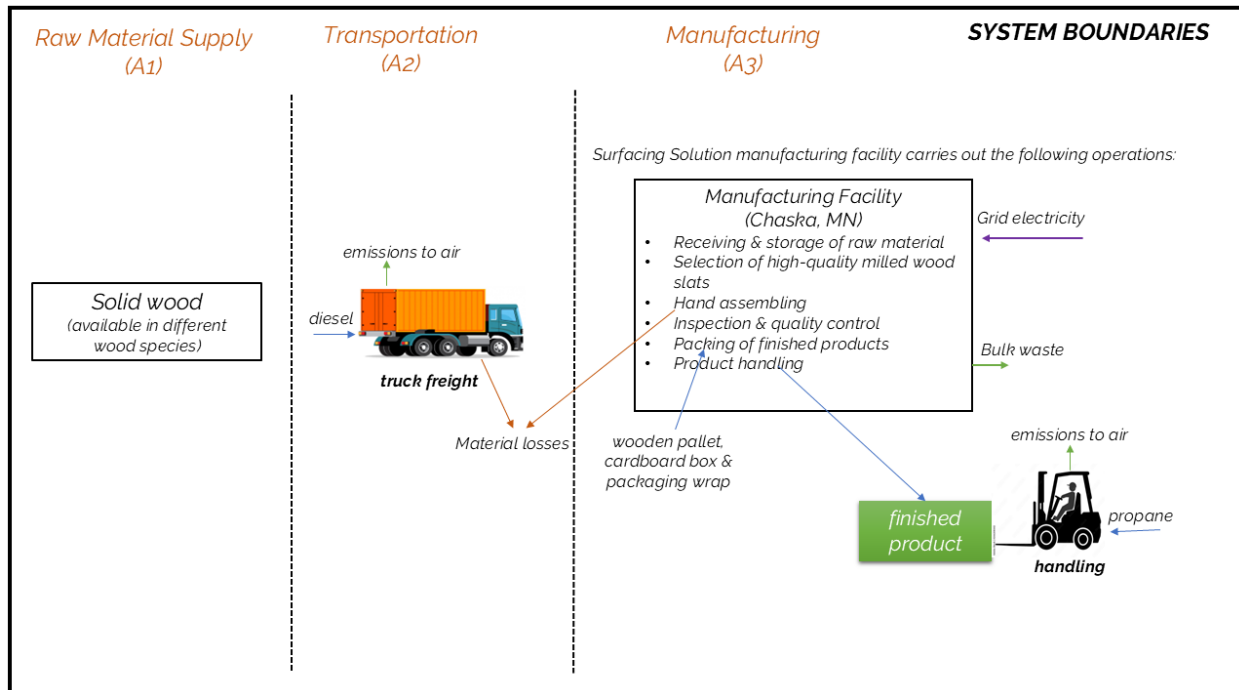 Raw Material Supply
(A1)
Transportation
(A2)
Manufacturing
(A3)
SYSTEM BOUNDARIES
Surfacing Solution manufacturing facility carries out the following operations:
Manufacturing Facility
(Chaska, MN)
• Receiving & storage of raw material
• Selection of high-quality milled wood
slats
• Hand assembling
• Inspection & quality control
• Packing of finished products
• Product handling
Grid electricity
Bulk waste
emissions to air
diesel
truck freight
Solid wood
(available in different
wood species)
Material losses
wooden pallet,
cardboard box &
packaging wrap
finished
product
emissions to air
propane
handling